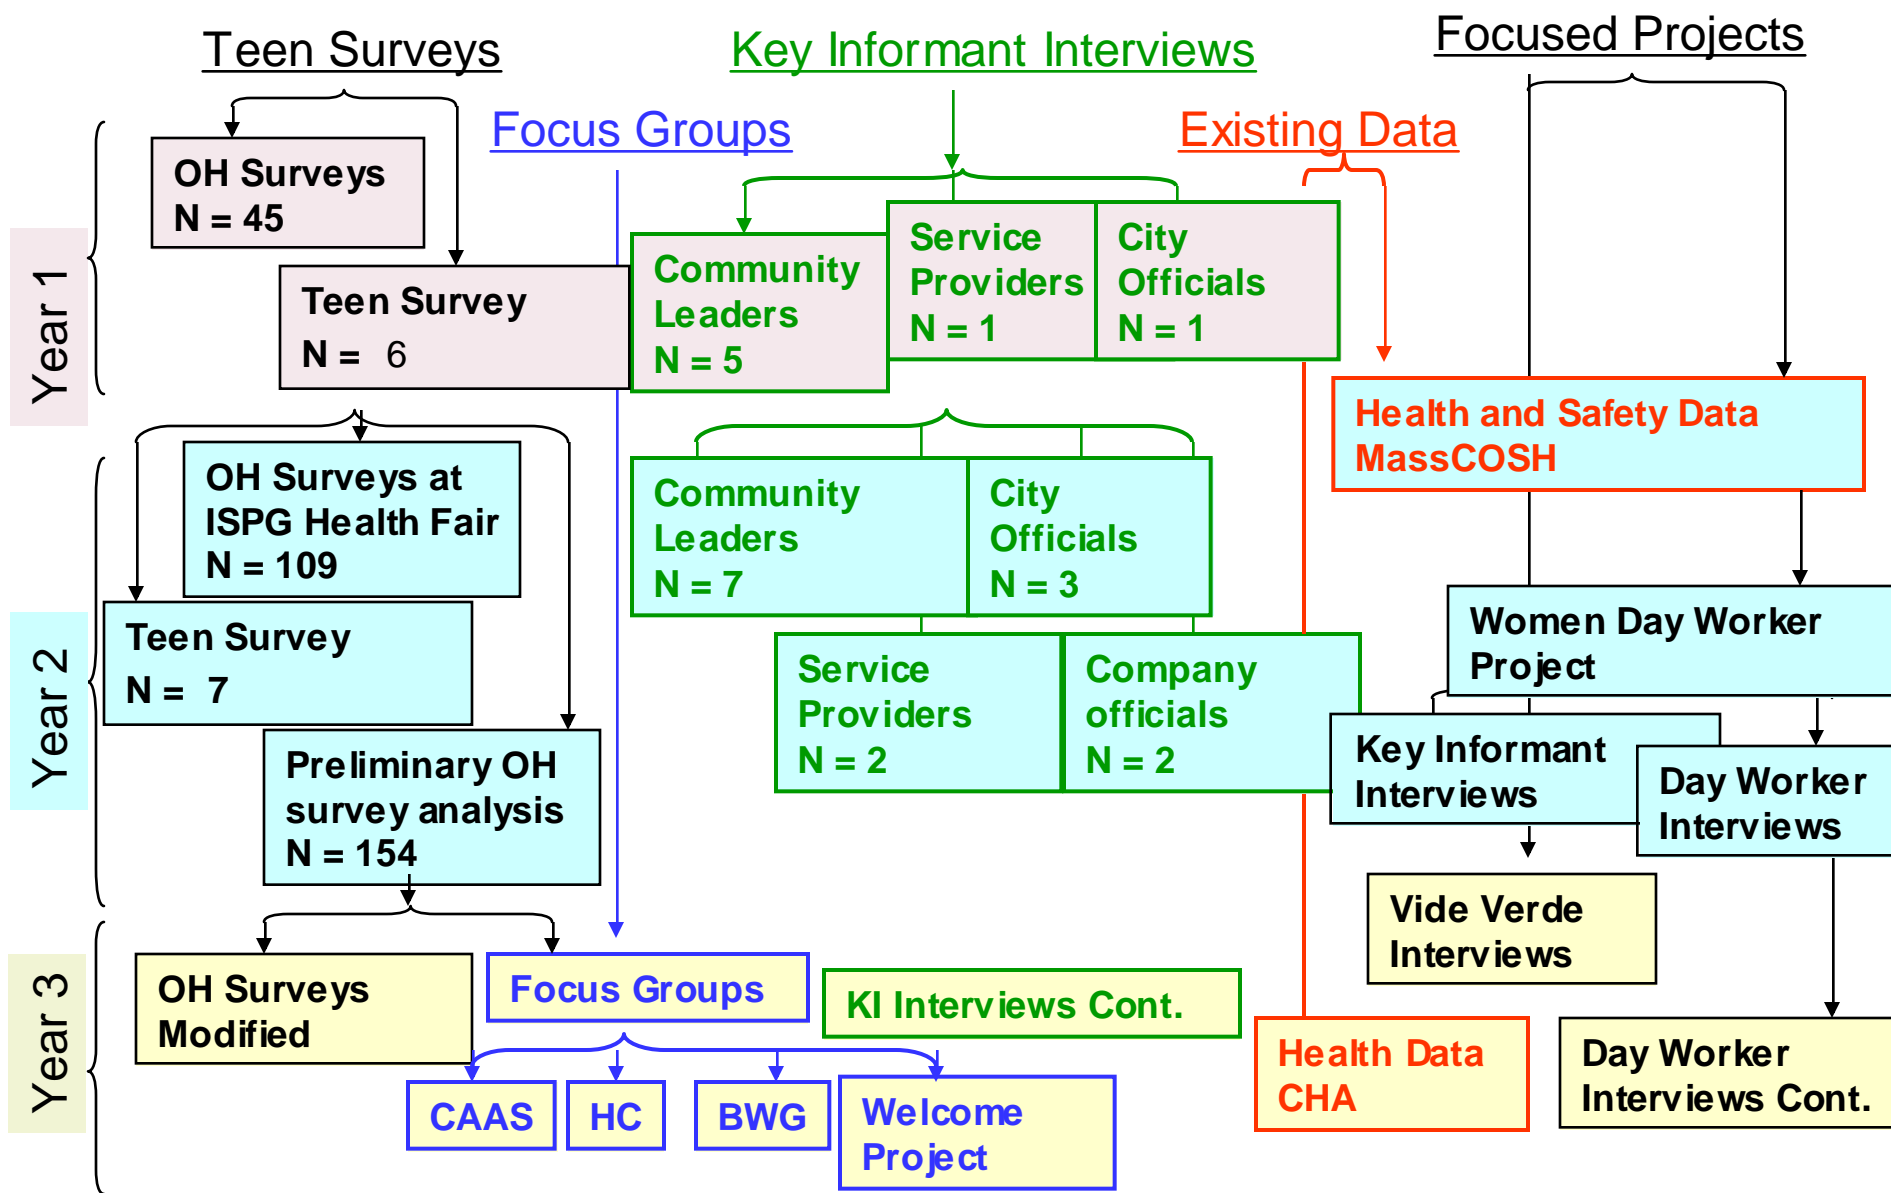 Teen Surveys
Key Informant Interviews
Focused Projects
Focus Groups
Existing Data
Year 1
OH Surveys
N = 45
Teen Survey
N = 6
Community
Leaders
N = 5
Service
Providers
N = 1
City
Officials
N = 1
Health and Safety Data
MassCOSH
Year 2
OH Surveys at
ISPG Health Fair
N = 109
Teen Survey
N = 7
Preliminary OH
survey analysis
N = 154
Community
Leaders
N = 7
City
Officials
N = 3
Service
Providers
N = 2
Company
officials
N = 2
Women Day Worker
Project
Key Informant
Interviews
Day Worker
Interviews
Vide Verde
Interviews
Year 3
OH Surveys
Modified
Focus Groups
KI Interviews Cont.
CAAS
HC
BWG
Welcome
Project
Health Data
CHA
Day Worker
Interviews Cont.